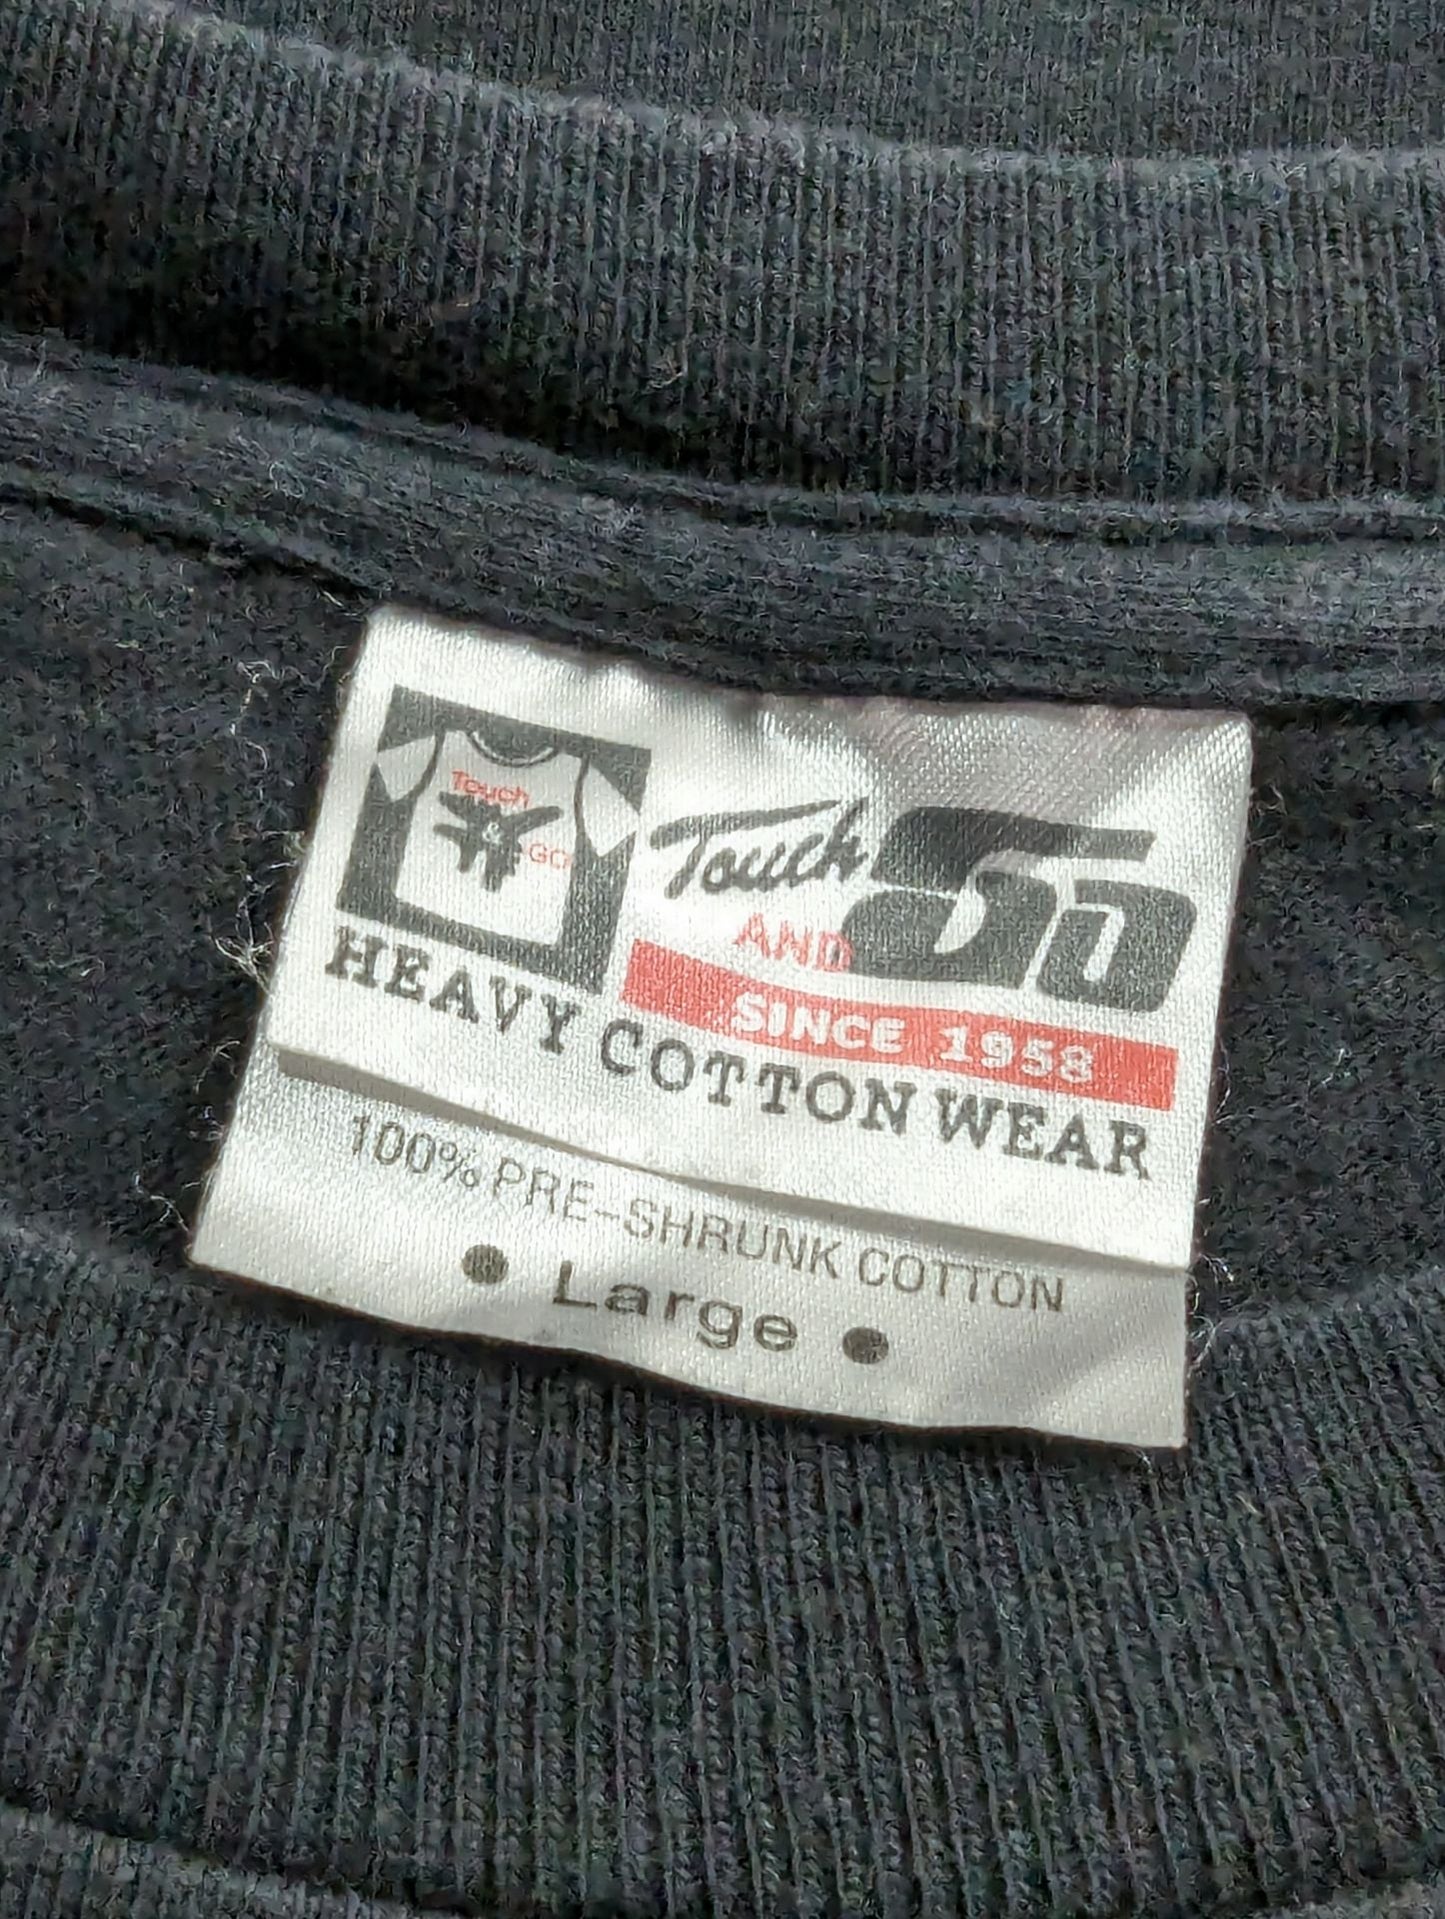 Touch
& GO
Touch
AND GO
SINCE 1958
HEAVY COTTON WEAR
100% PRE-SHRUNK COTTON
• Large •